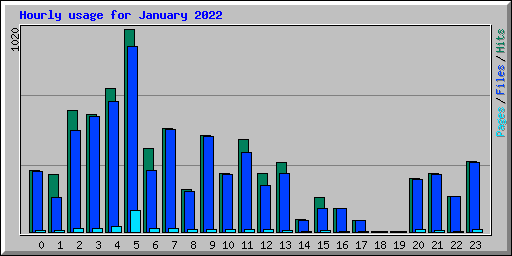 Hourly usage for January 2022
1020
Pages/Files/Hits
0 1 2 3 4 5 6 7 8 9 10 11 12 13 14 15 16 17 18 19 20 21 22 23